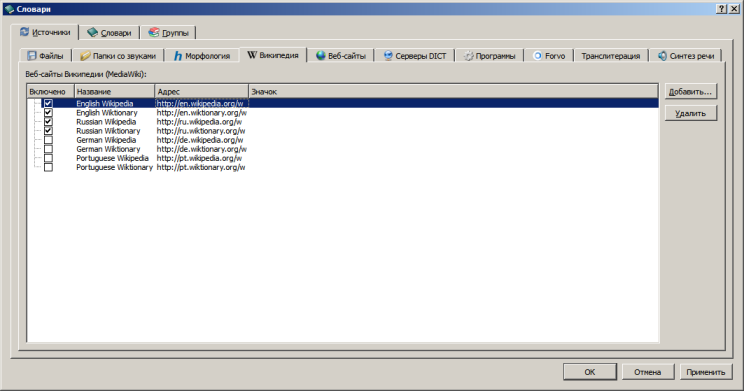 Словари
Источники Словари Группы
Файлы Папки со звуками Морфология Википедия Веб-сайты Серверы DICT Программы Forvo Транслитерация Синтез речи
Веб-сайты Википедии (MediaWiki):
Включено Название Адрес Значок
English Wikipedia http://en.wikipedia.org/w
English Wiktionary http://en.wiktionary.org/w
Russian Wikipedia http://ru.wikipedia.org/w
Russian Wiktionary http://ru.wiktionary.org/w
German Wikipedia http://de.wikipedia.org/w
German Wiktionary http://de.wiktionary.org/w
Portuguese Wikipedia http://pt.wikipedia.org/w
Portuguese Wiktionary http://pt.wiktionary.org/w
Добавить...
Удалить
OK Отмена Применить